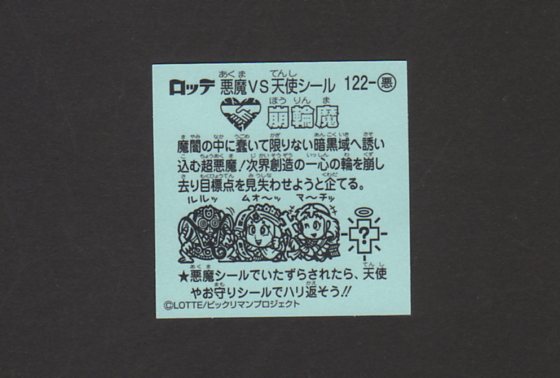 ロッテ 悪魔VS天使シール 122-悪
崩輪魔
魔闇の中に蠢いて限りない暗黒域へ誘い
込む超悪魔!次界創造の一心の輪を崩し
去り目標点を見失わせようと企てる。
ルルッ ムォ〜ッ マ〜チッ
?
★悪魔シールでいたずらされたら、天使
やお守りシールでハリ返そう!!
©LOTTE/ビックリマンプロジェクト